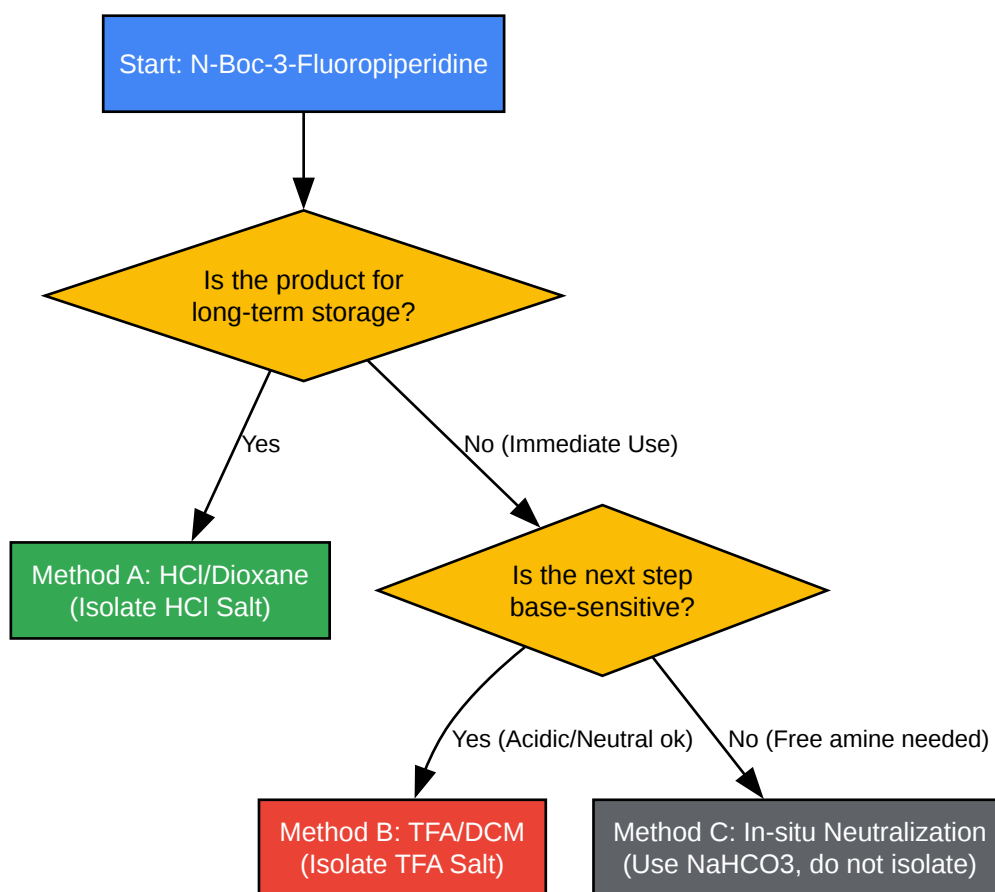 Start: N-Boc-3-Fluoropiperidine
Is the product for
long-term storage?
Yes
No (Immediate Use)
Method A: HCl/Dioxane
(Isolate HCl Salt)
Is the next step
base-sensitive?
Yes (Acidic/Neutral ok)
No (Free amine needed)
Method B: TFA/DCM
(Isolate TFA Salt)
Method C: In-situ Neutralization
(Use NaHCO3, do not isolate)